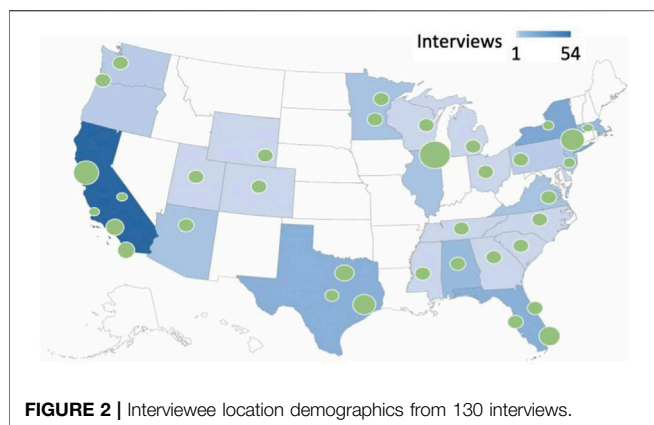 Interviews
1 54
FIGURE 2 | Interviewee location demographics from 130 interviews.